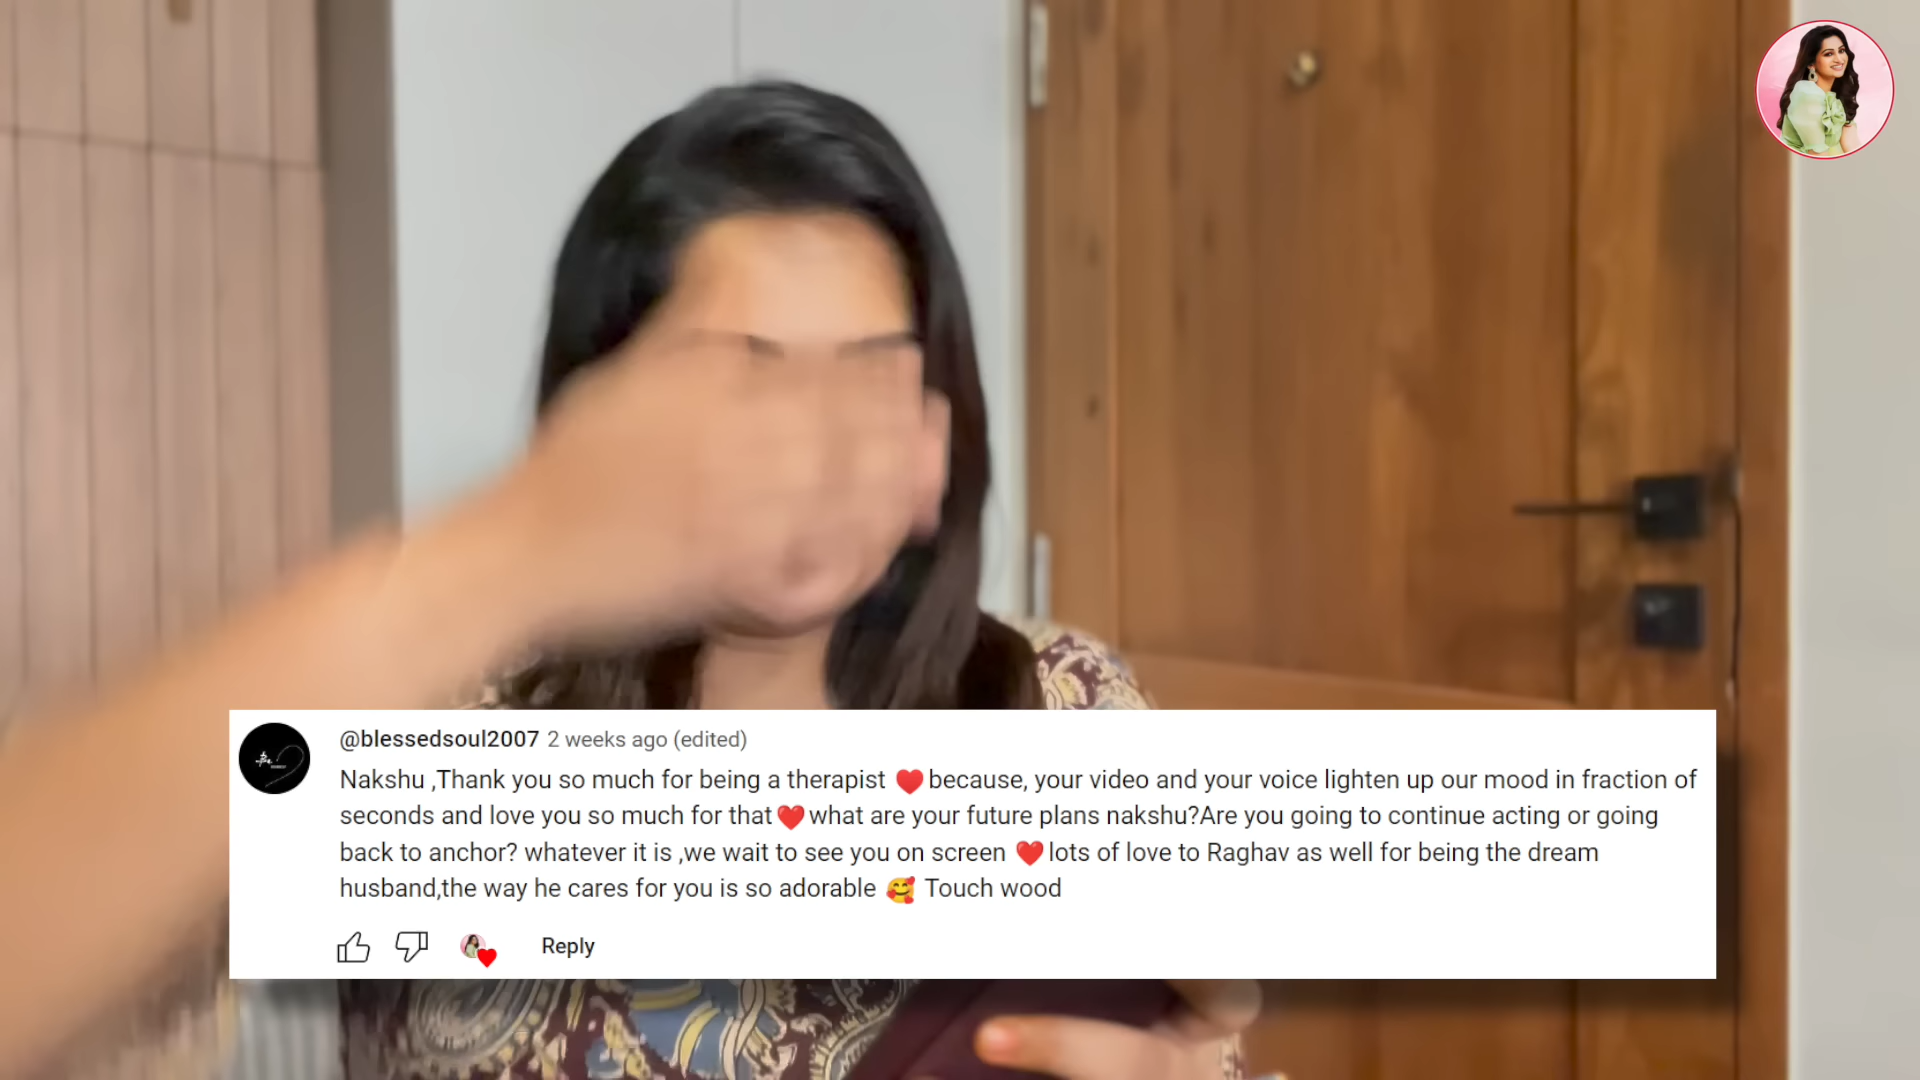 @blessedsoul2007 2 weeks ago (edited)
Nakshu ,Thank you so much for being a therapist ❤️because, your video and your voice lighten up our mood in fraction of
seconds and love you so much for that❤️what are your future plans nakshu?Are you going to continue acting or going
back to anchor? whatever it is ,we wait to see you on screen ❤️lots of love to Raghav as well for being the dream
husband,the way he cares for you is so adorable 🥰 Touch wood
Reply